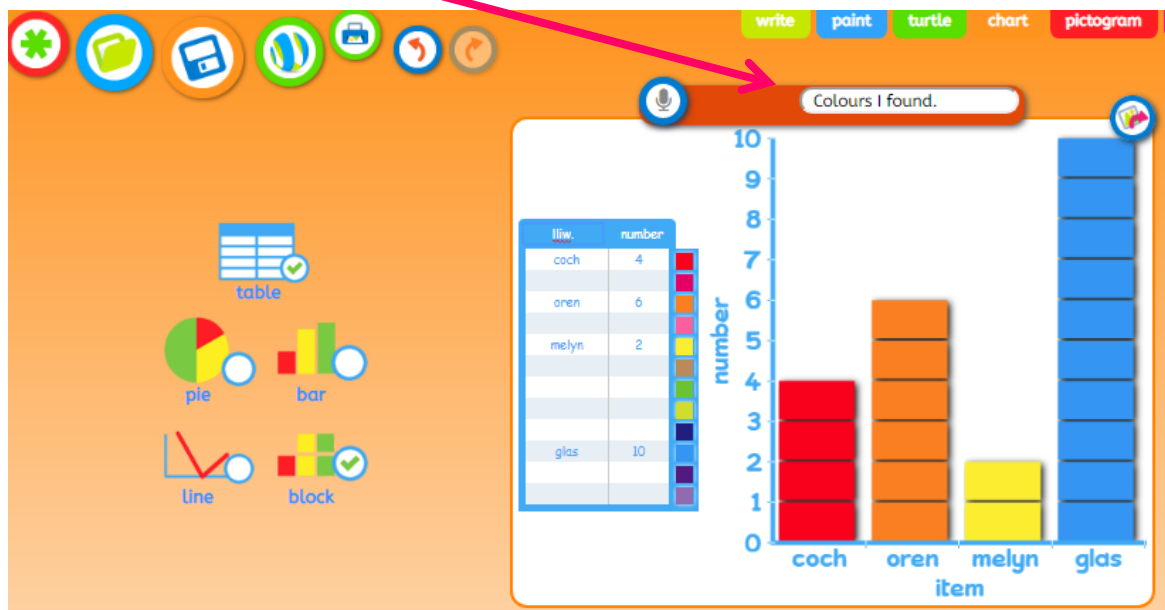 write paint turtle chart pictogram
Colours I found.
table
pie bar
line block
lliw. number
coch 4
oren 6
melyn 2
glas 10
number
10
9
8
7
6
5
4
3
2
1
0
coch oren melyn glas
item